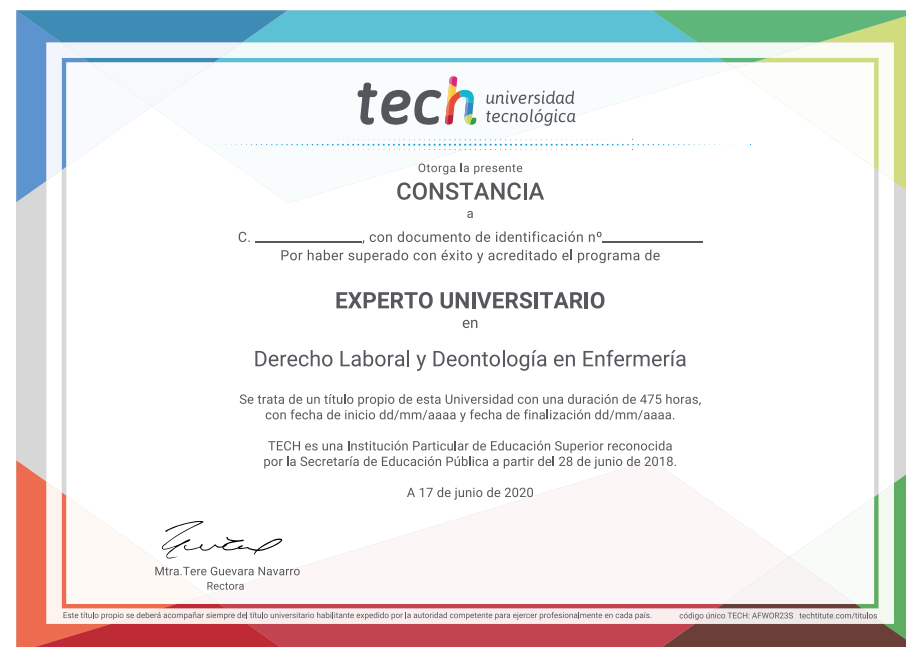 tech universidad
tecnológica
Otorga la presente
CONSTANCIA
a
C. ____________, con documento de identificación nº____________
Por haber superado con éxito y acreditado el programa de
EXPERTO UNIVERSITARIO
en
Derecho Laboral y Deontología en Enfermería
Se trata de un título propio de esta Universidad con una duración de 475 horas,
con fecha de inicio dd/mm/aaaa y fecha de finalización dd/mm/aaaa.
TECH es una Institución Particular de Educación Superior reconocida
por la Secretaría de Educación Pública a partir del 28 de junio de 2018.
A 17 de junio de 2020
Mtra.Tere Guevara Navarro
Rectora
Este título propio se deberá acompañar siempre del título universitario habilitante expedido por la autoridad competente para ejercer profesionalmente en cada país. código único TECH: AFWOR23S techtitute.com/titulos